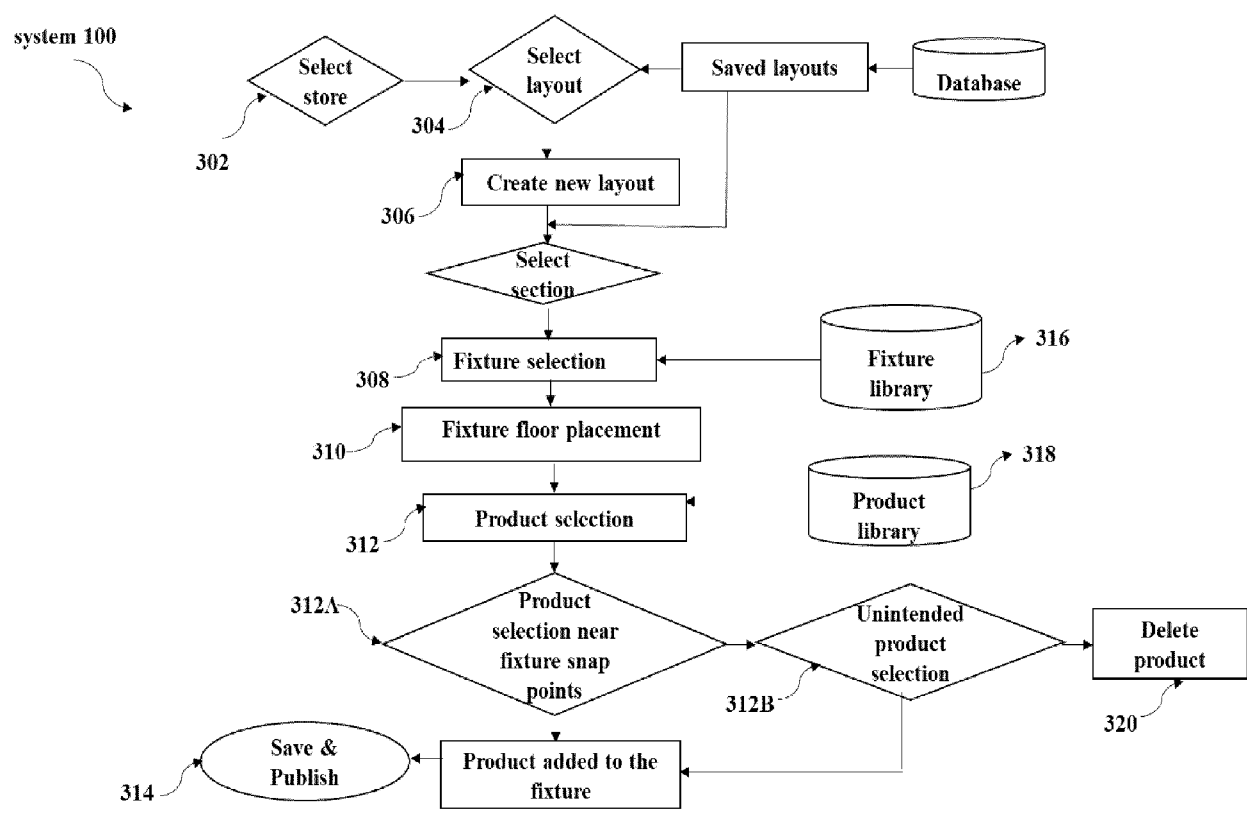 system 100
Select
store
302
Select
layout
304
Saved layouts
Database
Create new layout
306
Select
section
Fixture selection
308
Fixture
library
316
Fixture floor placement
310
Product
library
318
Product selection
312
312A
Product
selection near
fixture snap
points
Unintended
product
selection
312B
Delete
product
320
Save &
Publish
314
Product added to the
fixture